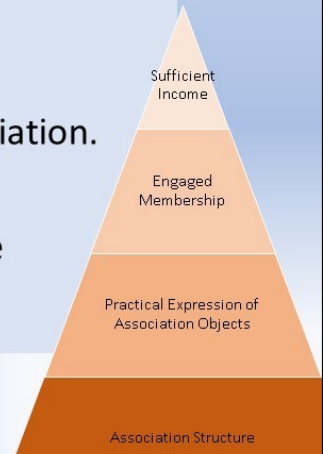 iation.
e
Sufficient
Income
Engaged
Membership
Practical Expression of
Association Objects
Association Structure